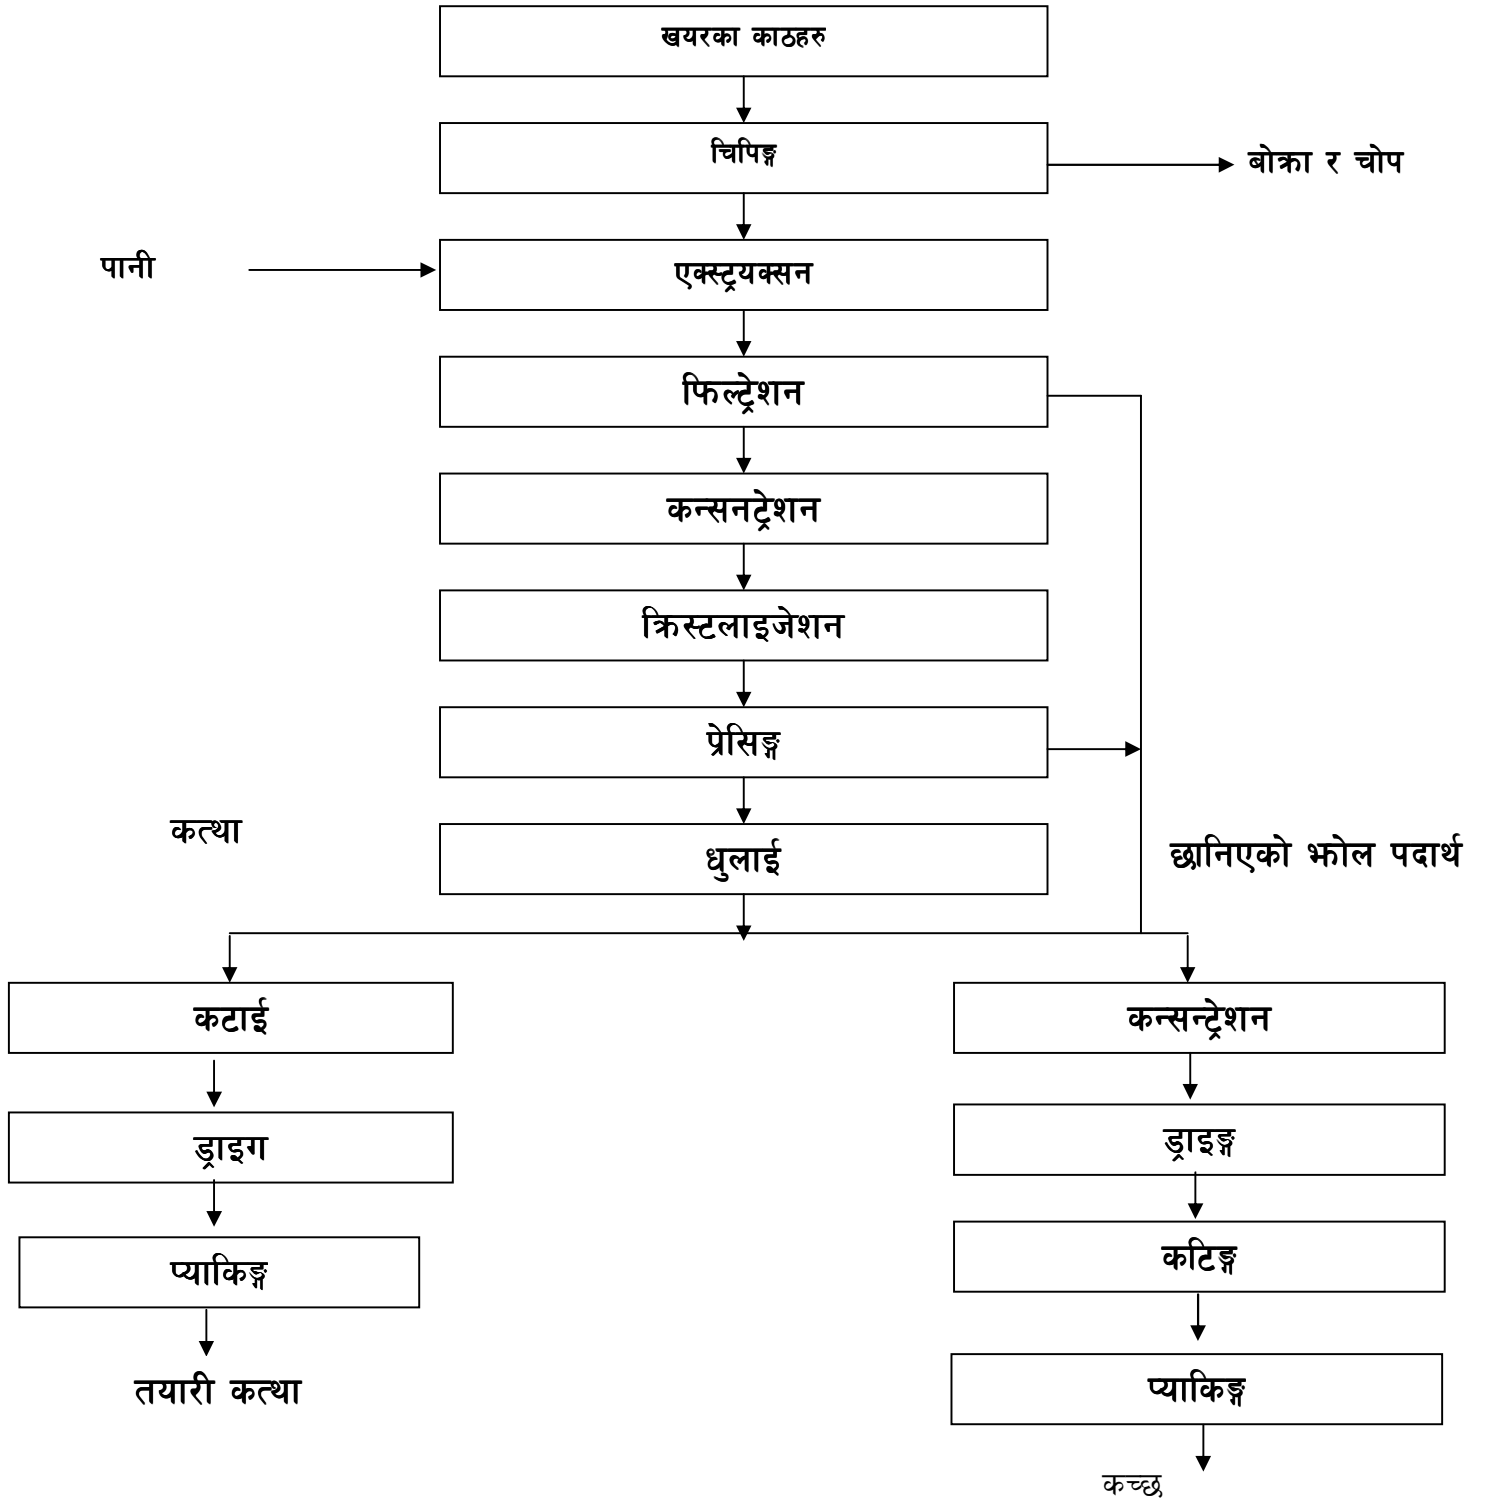 खयरका काठहरु
चिपिङ्ग
बोक्रा र चोप
पानी
एक्स्ट्रयक्सन
फिल्ट्रेशन
कन्सनट्रेशन
क्रिस्टलाइजेशन
प्रेसिङ्ग
कत्था
धुलाई
छानिएको झोल पदार्थ
कटाई
कन्सन्ट्रेशन
ड्राइग
ड्राइङ्ग
प्याकिङ्ग
कटिङ्ग
तयारी कत्था
प्याकिङ्ग
कच्छ